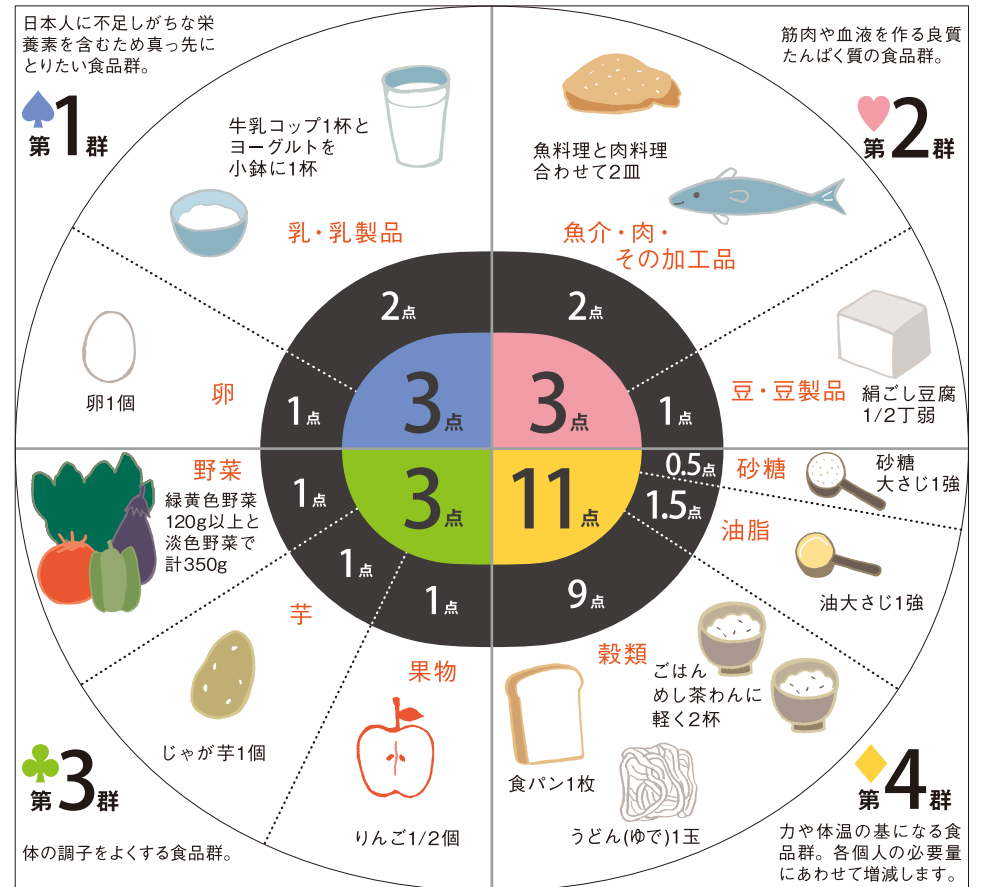 日本人に不足しがちな栄
養素を含むため真っ先に
とりたい食品群。
第1群
牛乳コップ1杯と
ヨーグルトを
小鉢に1杯
乳・乳製品
卵1個
卵
2点
1点
3点
筋肉や血液を作る良質
たんぱく質の食品群。
第2群
魚料理と肉料理
合わせて2皿
魚介・肉・
その加工品
豆・豆製品
絹ごし豆腐
1/2丁弱
2点
1点
3点
野菜
緑黄色野菜
120g以上と
淡色野菜で
計350g
芋
じゃが芋1個
果物
りんご1/2個
1点
1点
1点
3点
第3群
体の調子をよくする食品群。
砂糖
砂糖
大さじ1強
油脂
油大さじ1強
穀類
ごはん
めし茶わんに
軽く2杯
食パン1枚
うどん(ゆで)1玉
0.5点
1.5点
9点
11点
第4群
力や体温の基になる食
品群。各個人の必要量
にあわせて増減します。